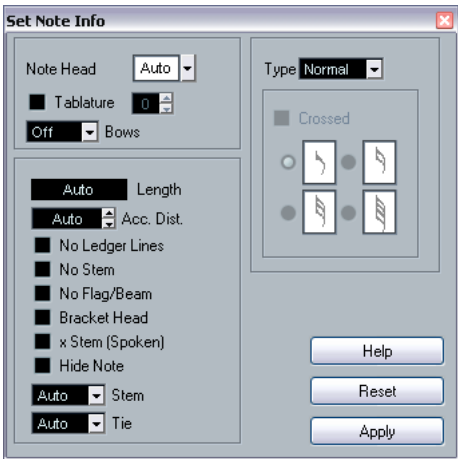 Set Note Info
Note Head Auto
Tablature 0
Off Bows
Type Normal
Crossed
Auto Length
Auto Acc. Dist.
No Ledger Lines
No Stem
No Flag/Beam
Bracket Head
x Stem (Spoken)
Hide Note
Auto Stem
Auto Tie
Help
Reset
Apply